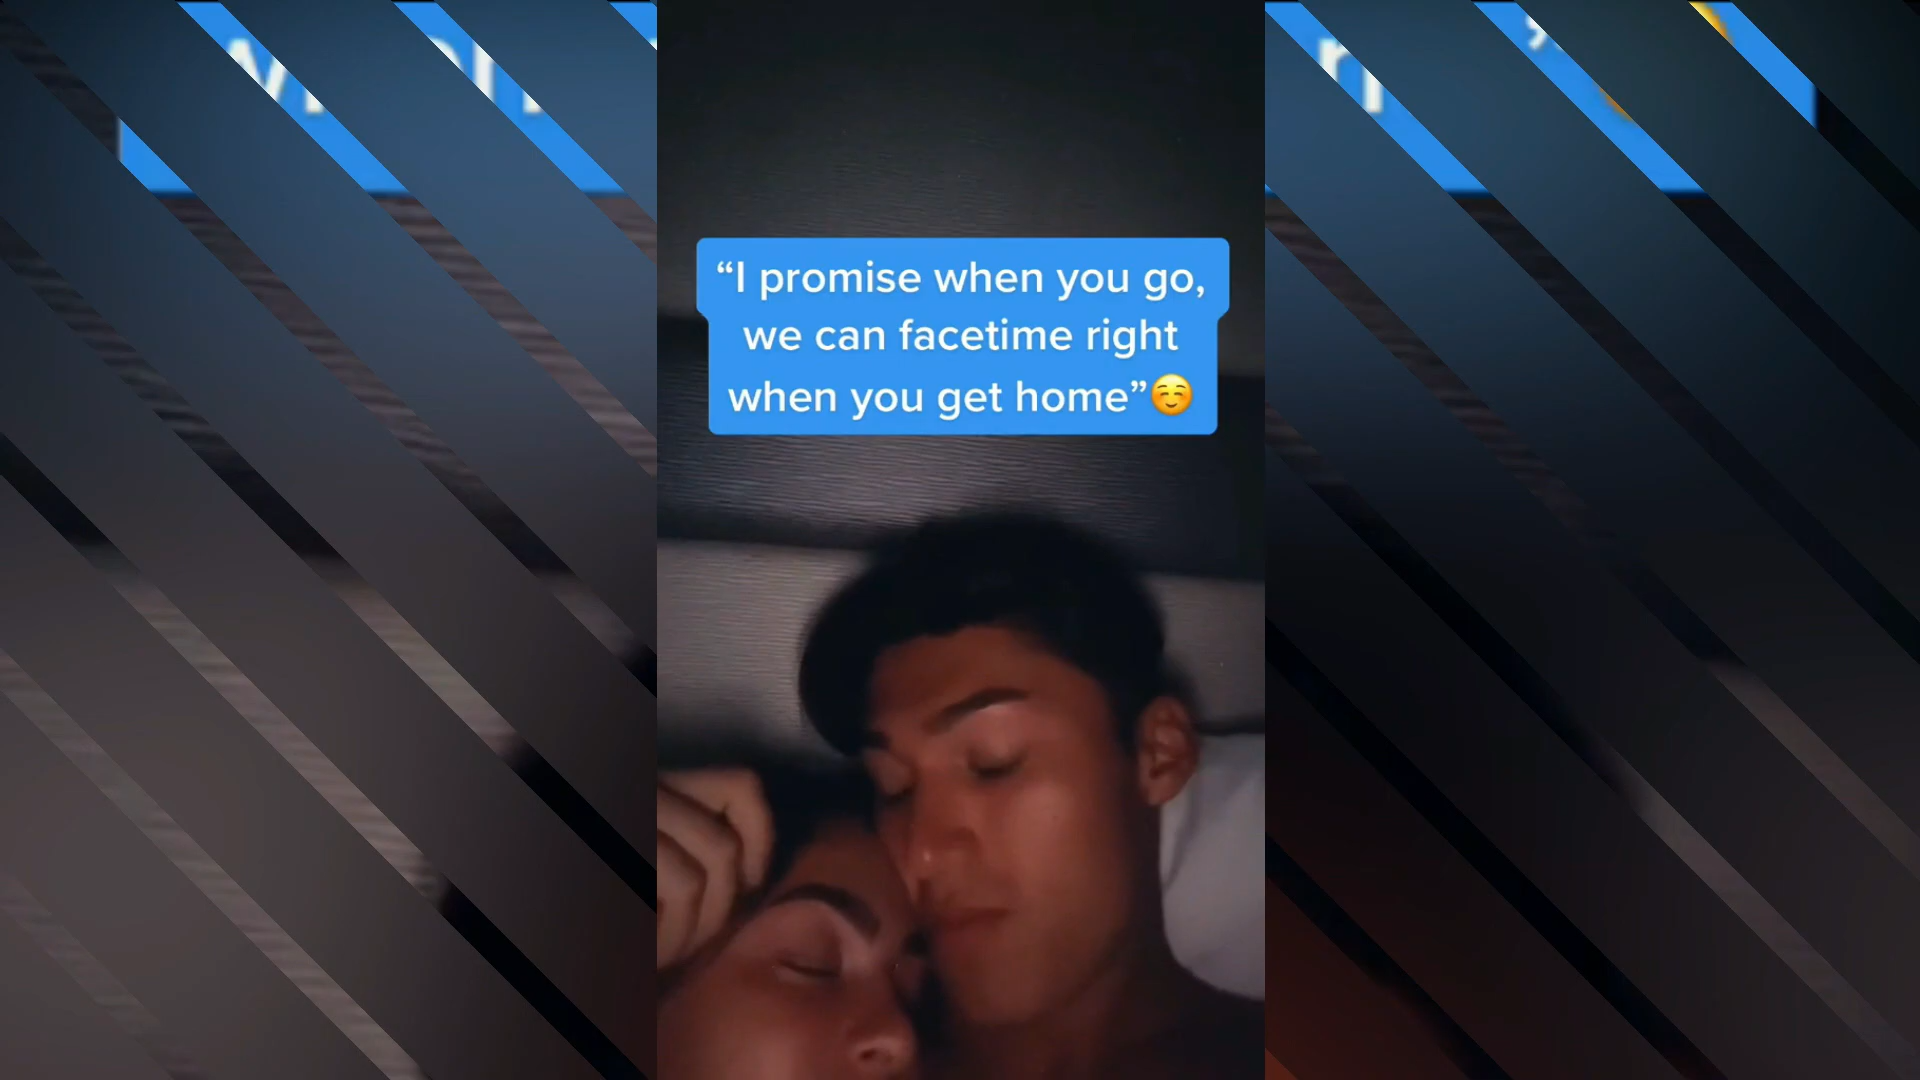 “I promise when you go,
we can facetime right
when you get home”☺️